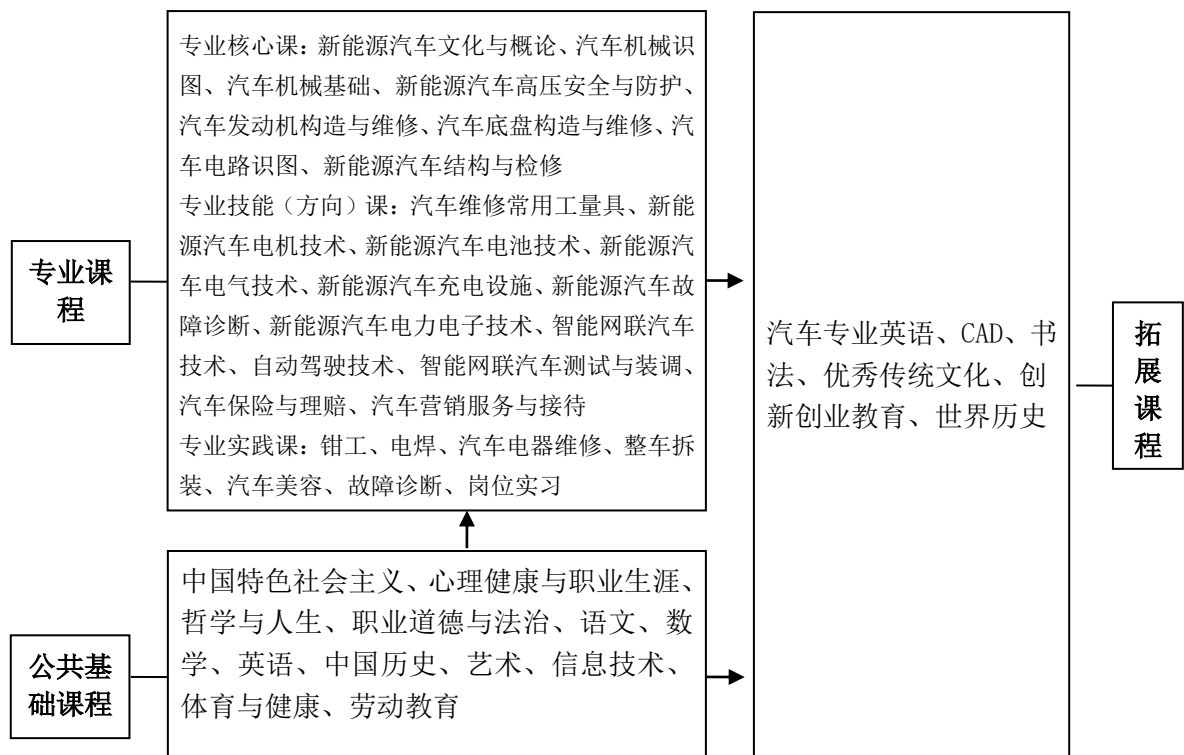 专业课
程
专业核心课：新能源汽车文化与概论、汽车机械识
图、汽车机械基础、新能源汽车高压安全与防护、
汽车发动机构造与维修、汽车底盘构造与维修、汽
车电路识图、新能源汽车结构与检修
专业技能（方向）课：汽车维修常用工量具、新能
源汽车电机技术、新能源汽车电池技术、新能源汽
车电气技术、新能源汽车充电设施、新能源汽车故
障诊断、新能源汽车电力电子技术、智能网联汽车
技术、自动驾驶技术、智能网联汽车测试与装调、
汽车保险与理赔、汽车营销服务与接待
专业实践课：钳工、电焊、汽车电器维修、整车拆
装、汽车美容、故障诊断、岗位实习
公共基
础课程
中国特色社会主义、心理健康与职业生涯、
哲学与人生、职业道德与法治、语文、数
学、英语、中国历史、艺术、信息技术、
体育与健康、劳动教育
汽车专业英语、CAD、书
法、优秀传统文化、创
新创业教育、世界历史
拓
展
课
程